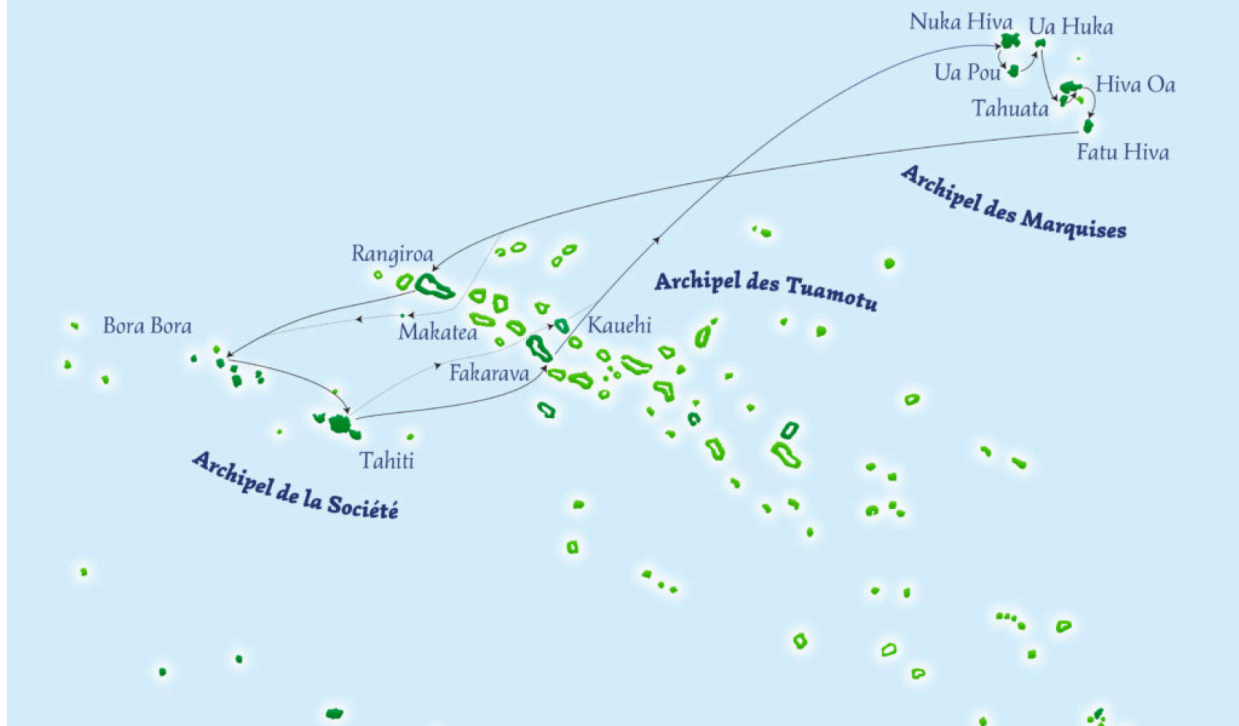 Nuka Hiva
Ua Huka
Ua Pou
Hiva Oa
Tahuata
Fatu Hiva
Archipel des Marquises
Rangiroa
Archipel des Tuamotu
Bora Bora
Makatea
Kauehi
Fakarava
Tahiti
Archipel de la Société